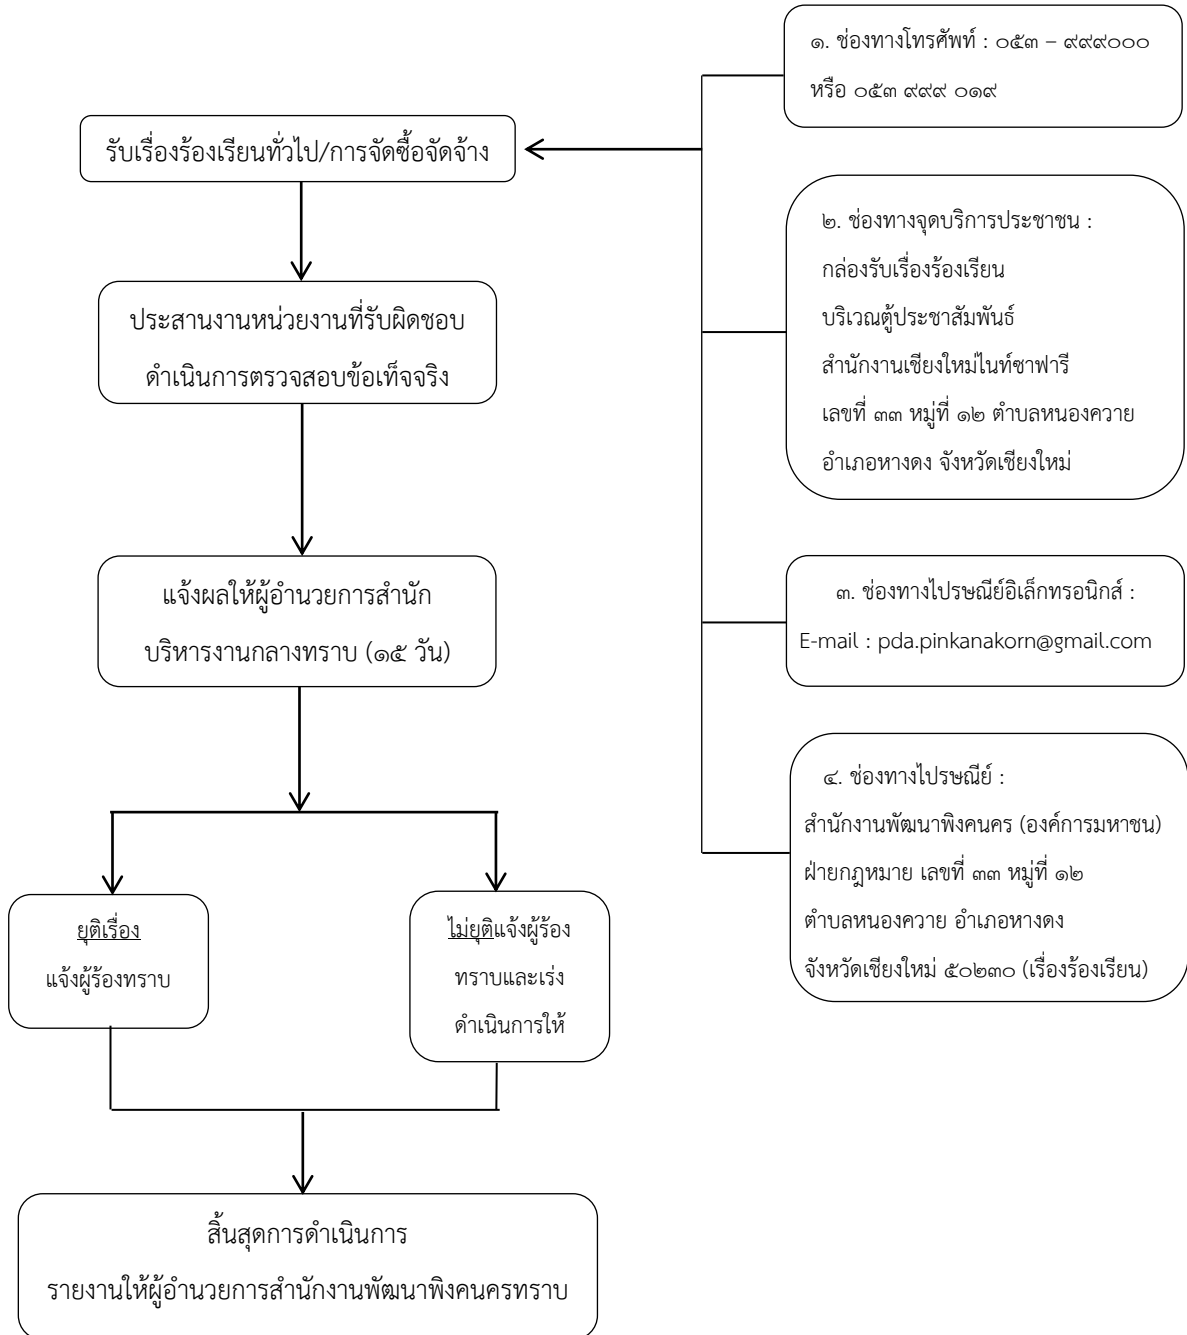 ๑. ช่องทางโทรศัพท์ : ๐๕๓ – ๙๙๙๐๐๐
หรือ ๐๕๓ ๙๙๙ ๐๑๙
รับเรื่องร้องเรียนทั่วไป/การจัดซื้อจัดจ้าง
๒. ช่องทางจุดบริการประชาชน :
กล่องรับเรื่องร้องเรียน
บริเวณตู้ประชาสัมพันธ์
สำนักงานเชียงใหม่ไนท์ซาฟารี
เลขที่ ๓๓ หมู่ที่ ๑๒ ตำบลหนองควาย
อำเภอหางดง จังหวัดเชียงใหม่
ประสานงานหน่วยงานที่รับผิดชอบ
ดำเนินการตรวจสอบข้อเท็จจริง
แจ้งผลให้ผู้อำนวยการสำนัก
บริหารงานกลางทราบ (๑๕ วัน)
๓. ช่องทางไปรษณีย์อิเล็กทรอนิกส์ :
E-mail : pda.pinkanakorn@gmail.com
๔. ช่องทางไปรษณีย์ :
สำนักงานพัฒนาพิงคนคร (องค์การมหาชน)
ฝ่ายกฎหมาย เลขที่ ๓๓ หมู่ที่ ๑๒
ตำบลหนองควาย อำเภอหางดง
จังหวัดเชียงใหม่ ๕๐๒๓๐ (เรื่องร้องเรียน)
ยุติเรื่อง
แจ้งผู้ร้องทราบ
ไม่ยุติแจ้งผู้ร้อง
ทราบและเร่ง
ดำเนินการให้
สิ้นสุดการดำเนินการ
รายงานให้ผู้อำนวยการสำนักงานพัฒนาพิงคนครทราบ